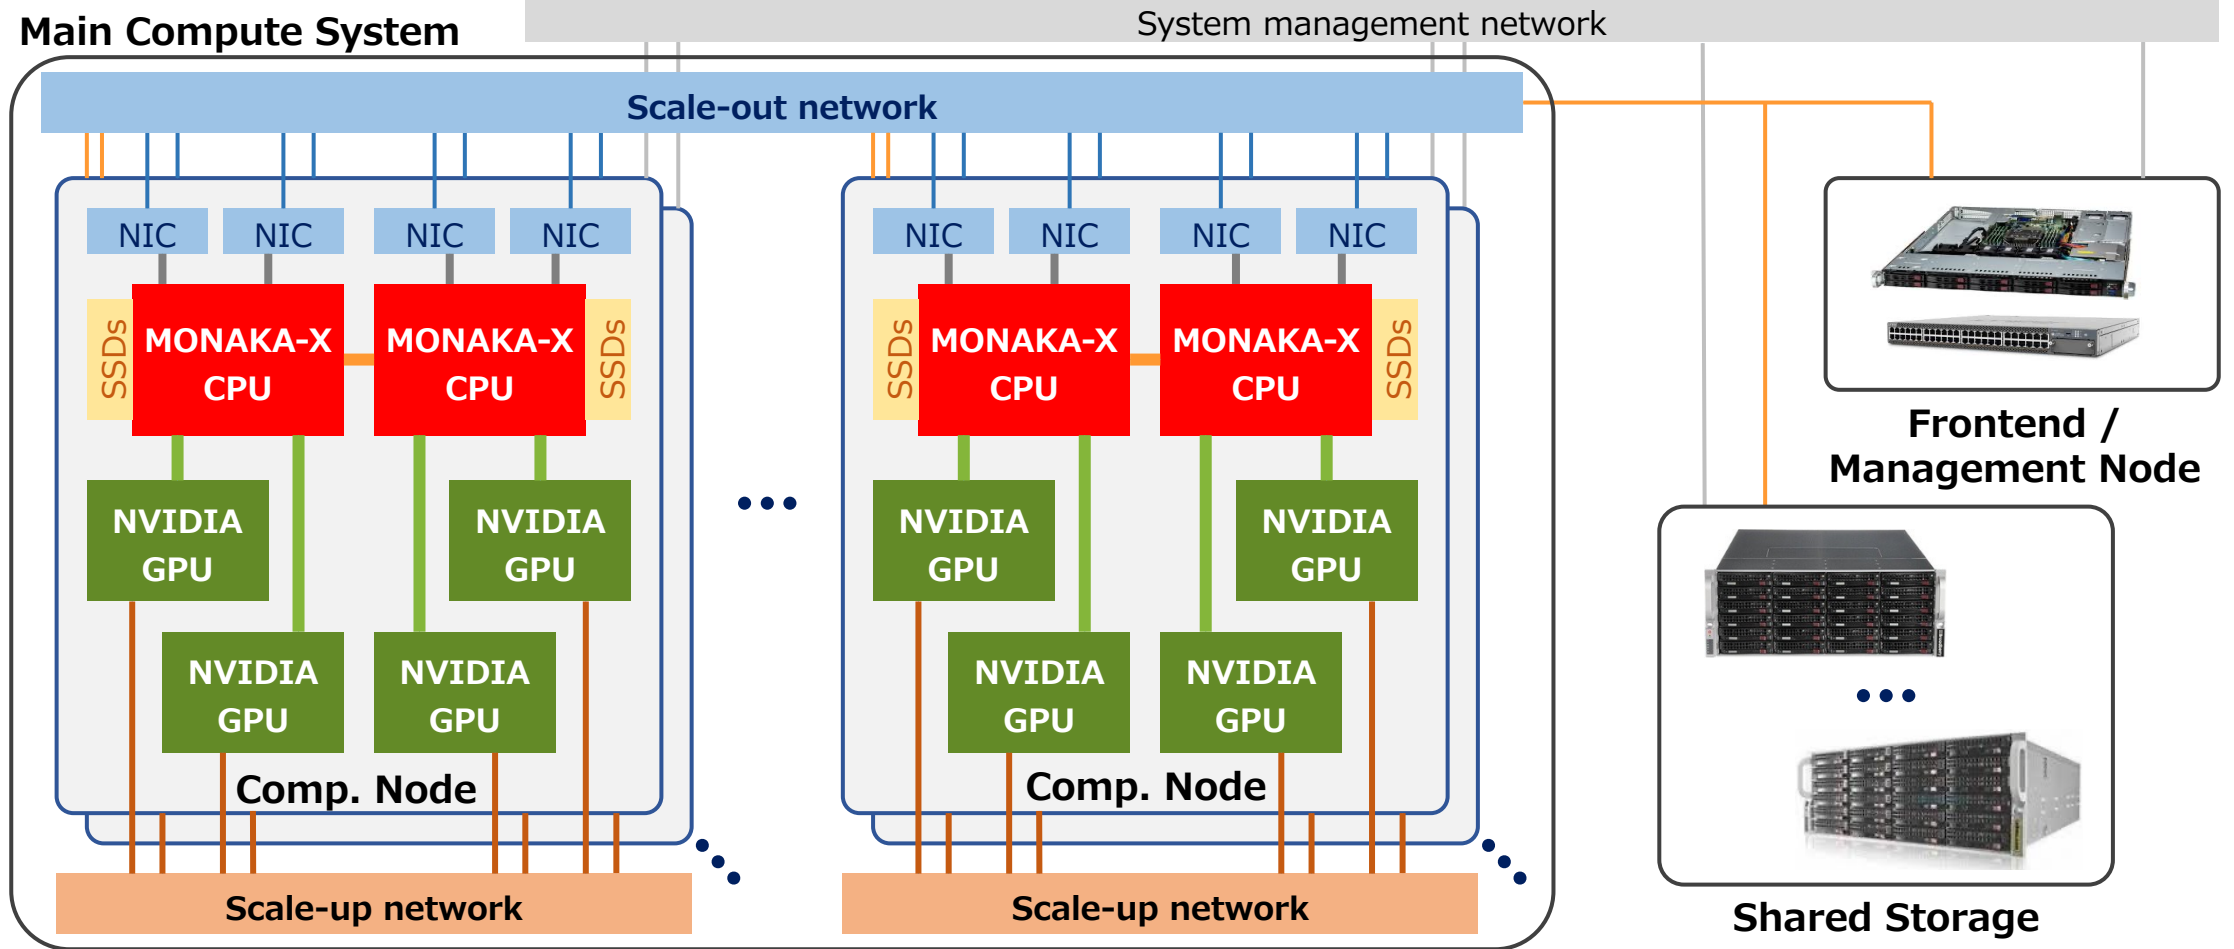 System management network
Main Compute System
Scale-out network
NIC
NIC
NIC
NIC
SSDs
MONAKA-X
CPU
MONAKA-X
CPU
SSDs
NVIDIA
GPU
NVIDIA
GPU
NVIDIA
GPU
NVIDIA
GPU
Comp. Node
Scale-up network
NIC
NIC
NIC
NIC
SSDs
MONAKA-X
CPU
MONAKA-X
CPU
SSDs
NVIDIA
GPU
NVIDIA
GPU
NVIDIA
GPU
NVIDIA
GPU
Comp. Node
Scale-up network
Frontend /
Management Node
Shared Storage